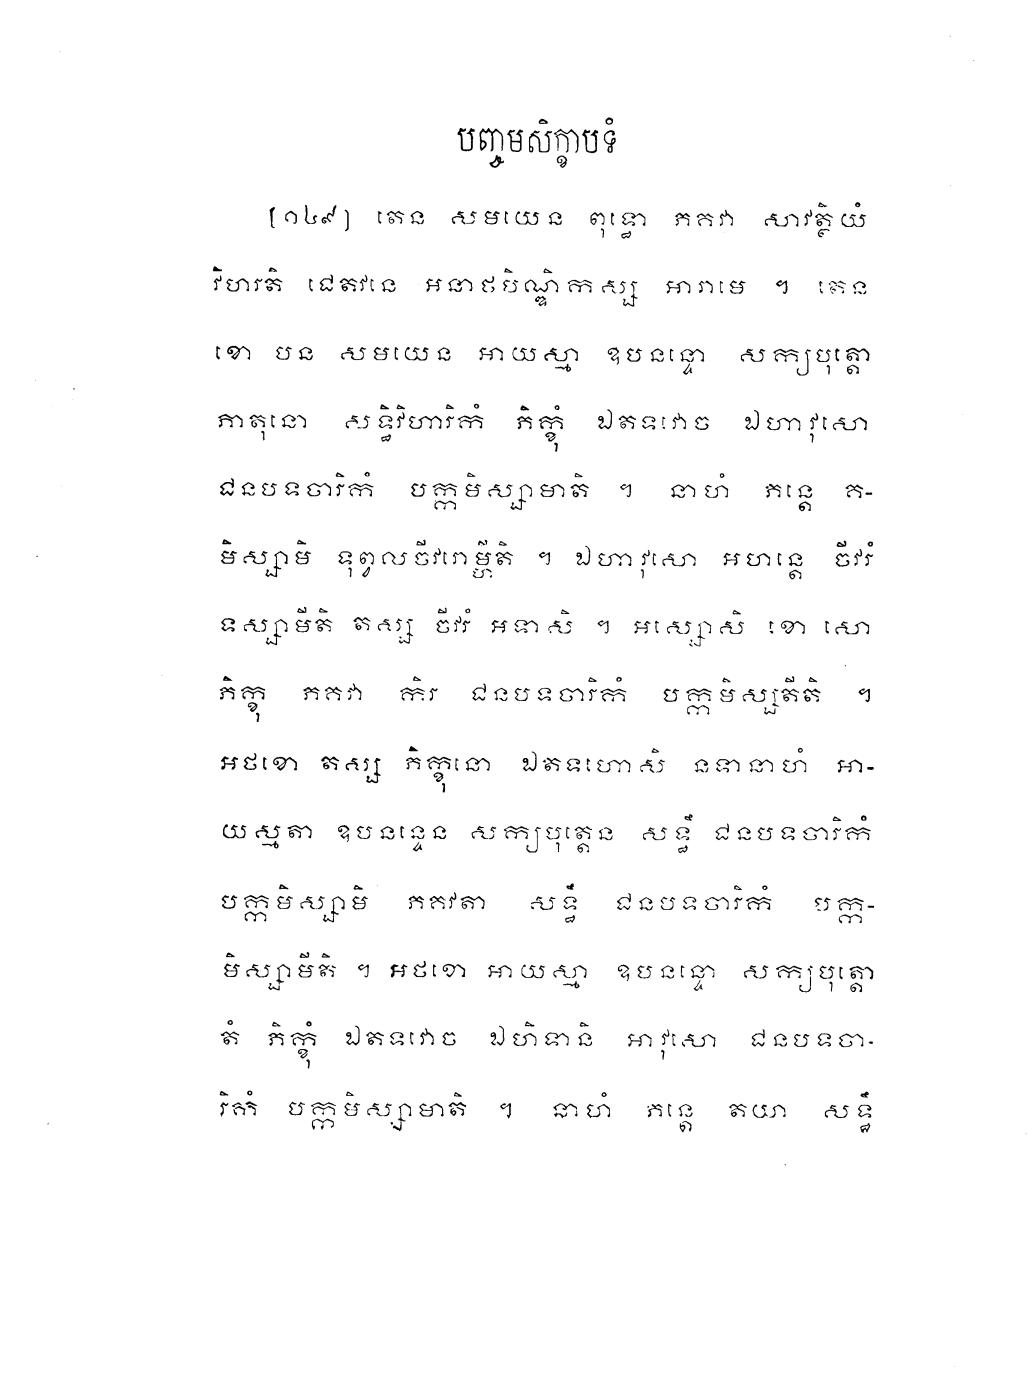 បញ្ចមសិក្ខាបទំ
(១៤៩) តេន សមយេន ពុទ្ធោ ភគវា សាវត្ថិយំ
វិហរតិ ជេតវនេ អនាថបិណ្ឌិកស្ស អារាមេ ។ តេន
ខោ បន សមយេន អាយស្មា ឧបនន្ទោ សក្យបុត្តោ
ភាតុនោ សទ្ធិវិហារិកំ ភិក្ខុំ ឯតទវោច ឯហាវុសោ
ជនបទចារិកំ បក្កមិស្សាមាតិ ។ នាហំ ភន្តេ គ-
មិស្សាមិ ទុព្វលចីវរោម្ហីតិ ។ ឯហាវុសោ អហន្តេ ចីវរំ
ទស្សាមីតិ តស្ស ចីវរំ អទាសិ ។ អស្សោសិ ខោ សោ
ភិក្ខុ ភគវា កិរ ជនបទចារិកំ បក្កមិស្សតីតិ ។
អថខោ តស្ស ភិក្ខុនោ ឯតទហោសិ នទានាហំ អា-
យស្មតា ឧបនន្ទេន សក្យបុត្តេន សទ្ធឹ ជនបទចារិកំ
បក្កមិស្សាមិ ភគវតា សទ្ធឹ ជនបទចារិកំ បក្ក-
មិស្សាមីតិ ។ អថខោ អាយស្មា ឧបនន្ទោ សក្យបុត្តោ
តំ ភិក្ខុំ ឯតទវោច ឯហិទានិ អាវុសោ ជនបទចា-
រិកំ បក្កមិស្សាមាតិ ។ នាហំ ភន្តេ តយា សទ្ធឹ